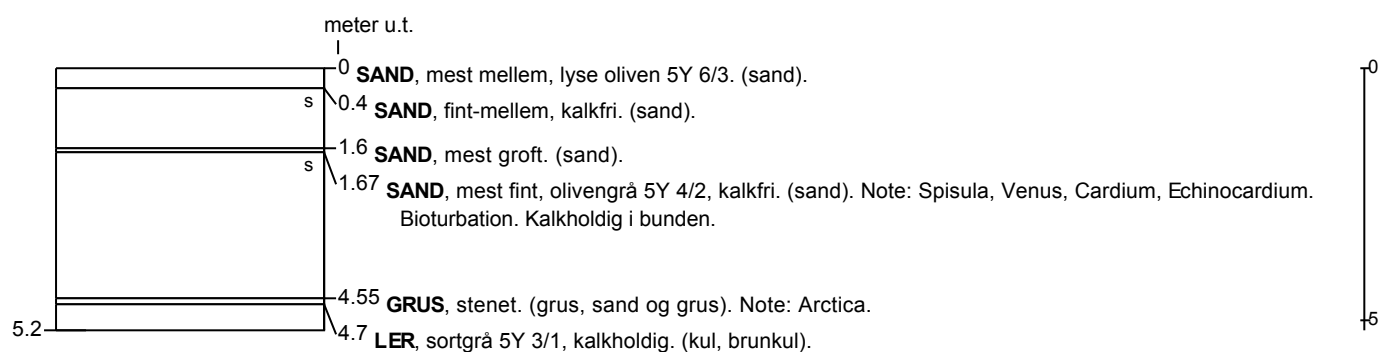 meter u.t.
0 SAND, mest mellem, lyse oliven 5Y 6/3. (sand).
0
s
0.4 SAND, fint-mellem, kalkfri. (sand).
1.6 SAND, mest groft. (sand).
s
1.67 SAND, mest fint, olivengrå 5Y 4/2, kalkfri. (sand). Note: Spisula, Venus, Cardium, Echinocardium.
Bioturbation. Kalkholdig i bunden.
4.55 GRUS, stenet. (grus, sand og grus). Note: Arctica.
5
5.2
4.7 LER, sortgrå 5Y 3/1, kalkholdig. (kul, brunkul).